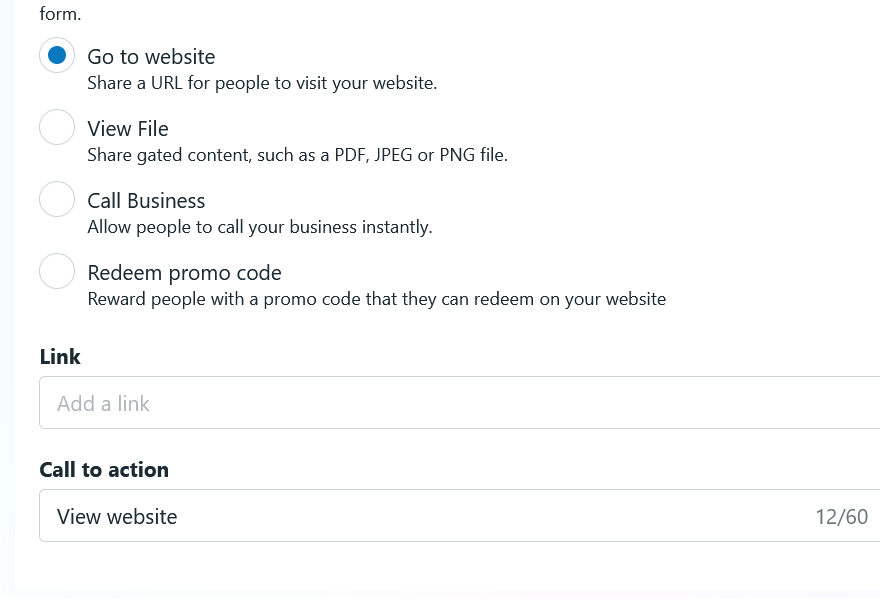 form.
Go to website
Share a URL for people to visit your website.
View File
Share gated content, such as a PDF, JPEG or PNG file.
Call Business
Allow people to call your business instantly.
Redeem promo code
Reward people with a promo code that they can redeem on your website
Link
Add a link
Call to action
View website 12/60